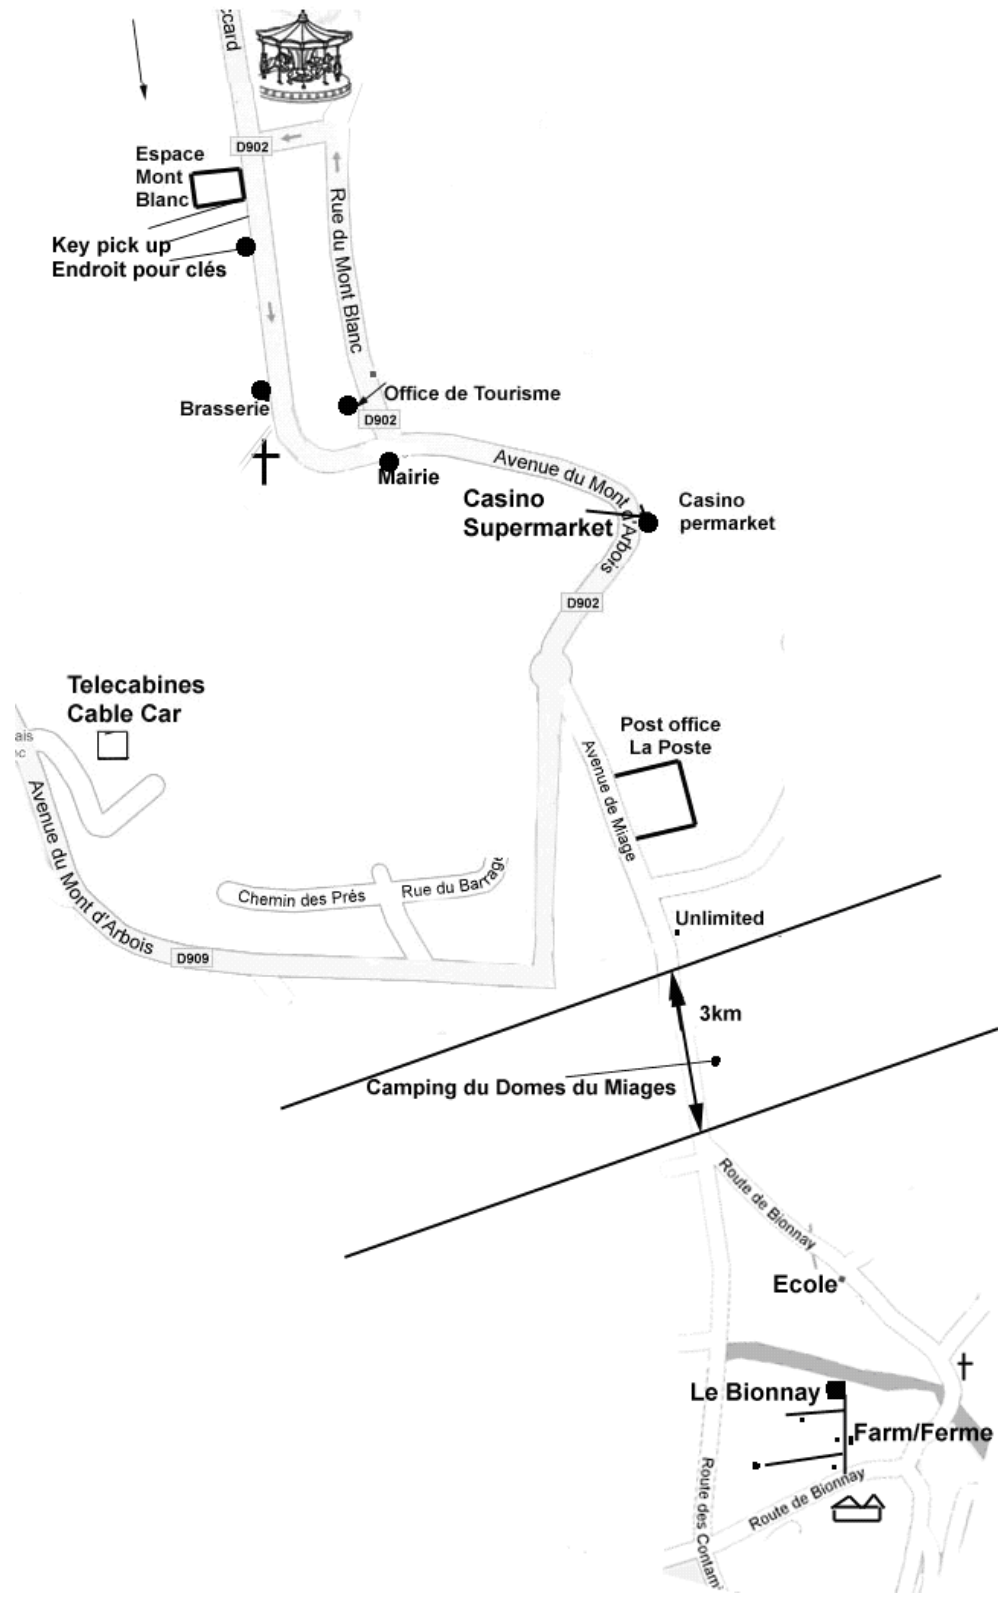 ccard
D902
Espace
Mont
Blanc
Rue du Mont Blanc
Key pick up
Endroit pour clés
Office de Tourisme
Brasserie
D902
Mairie
Avenue du Mont d'Arbois
Casino
Supermarket
Casino
permarket
D902
Telecabines
Cable Car
Post office
La Poste
ais
Avenue de Miage
Avenue du Mont d'Arbois
Chemin des Prés
Rue du Barrage
Unlimited
D909
3km
Camping du Domes du Miages
Route de Bionnay
Ecole
Le Bionnay
Farm/Ferme
Route de Bionnay
Route des Contami